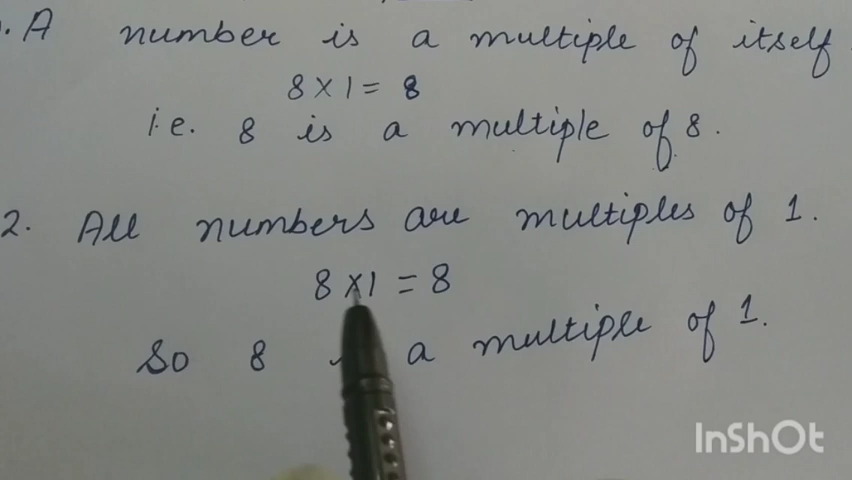 . A number is a multiple of itself
8 × 1 = 8
i.e. 8 is a multiple of 8.
2. All numbers are multiples of 1.
8 × 1 = 8
So 8 a multiple of 1.
InShOt